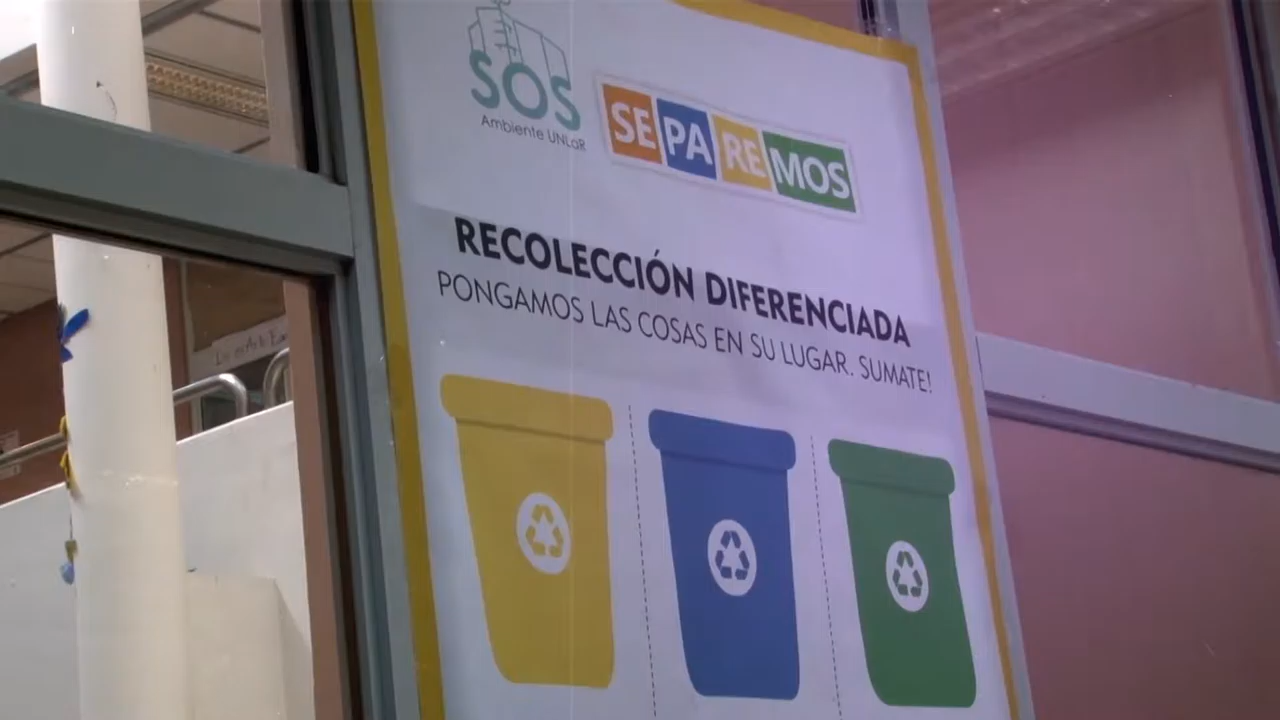 SOS
Ambiente UNLaR
SEPAREMOS
RECOLECCIÓN DIFERENCIADA
PONGAMOS LAS COSAS EN SU LUGAR. SUMATE!